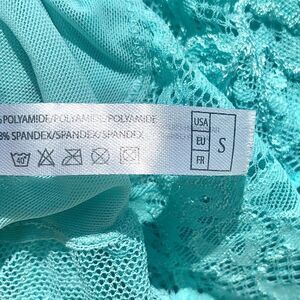 POLYAMIDE/POLYAMIDE/POLYAMIDE
8% SPANDEX/SPANDEX/SPANDEX
40°
USA
EU
FR
S